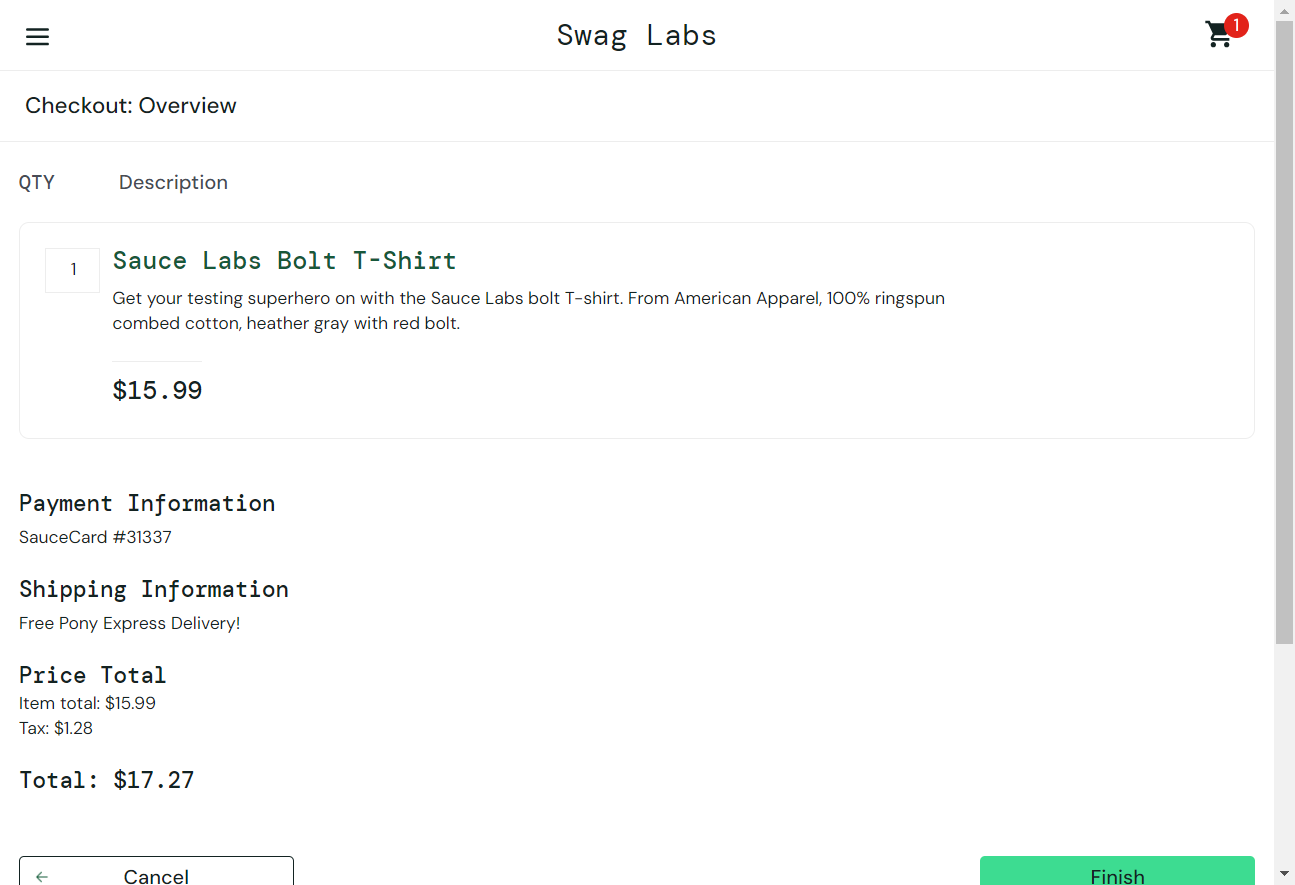 Swag Labs
1
Checkout: Overview
QTY Description
1
Sauce Labs Bolt T-Shirt
Get your testing superhero on with the Sauce Labs bolt T-shirt. From American Apparel, 100% ringspun
combed cotton, heather gray with red bolt.
$15.99
Payment Information
SauceCard #31337
Shipping Information
Free Pony Express Delivery!
Price Total
Item total: $15.99
Tax: $1.28
Total: $17.27
Cancel
Finish